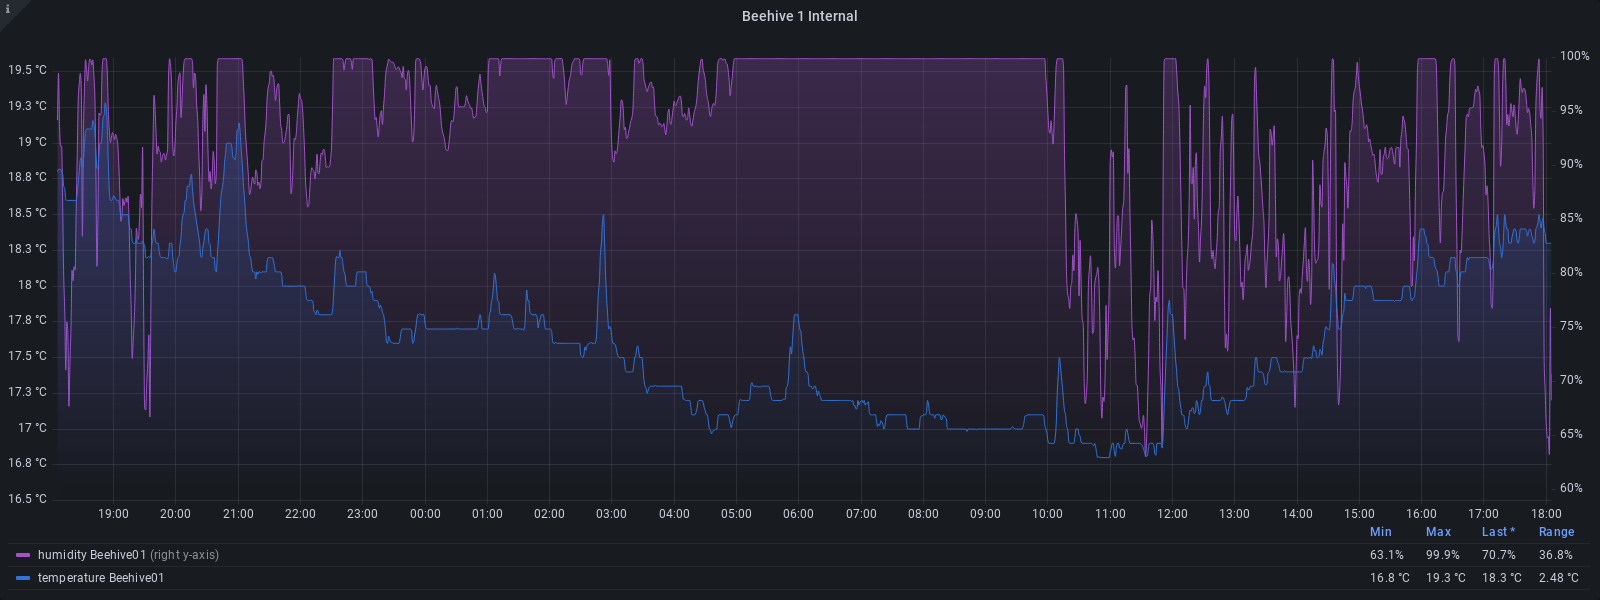 i
Beehive 1 Internal
19.5 °C
19.3 °C
19 °C
18.8 °C
18.5 °C
18.3 °C
18 °C
17.8 °C
17.5 °C
17.3 °C
17 °C
16.8 °C
16.5 °C
100%
95%
90%
85%
80%
75%
70%
65%
60%
19:00 20:00 21:00 22:00 23:00 00:00 01:00 02:00 03:00 04:00 05:00 06:00 07:00 08:00 09:00 10:00 11:00 12:00 13:00 14:00 15:00 16:00 17:00 18:00
Min Max Last * Range
humidity Beehive01 (right y-axis) 63.1% 99.9% 70.7% 36.8%
temperature Beehive01 16.8 °C 19.3 °C 18.3 °C 2.48 °C